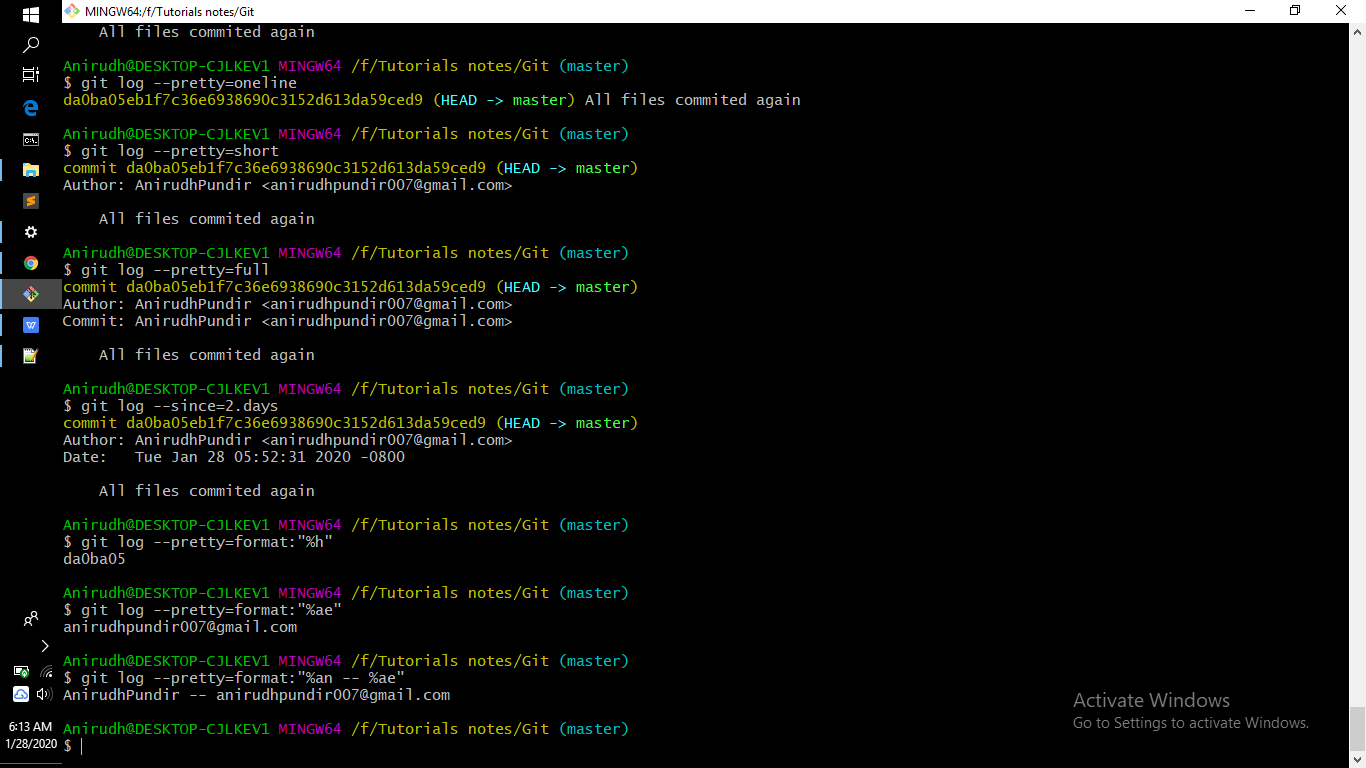 MINGW64:/f/Tutorials notes/Git
All files commited again
Anirudh@DESKTOP-CJLKEV1 MINGW64 /f/Tutorials notes/Git (master)
$ git log --pretty=oneline
da0ba05eb1f7c36e6938690c3152d613da59ced9 (HEAD -> master) All files commited again
Anirudh@DESKTOP-CJLKEV1 MINGW64 /f/Tutorials notes/Git (master)
$ git log --pretty=short
commit da0ba05eb1f7c36e6938690c3152d613da59ced9 (HEAD -> master)
Author: AnirudhPundir <anirudhpundir007@gmail.com>
All files commited again
Anirudh@DESKTOP-CJLKEV1 MINGW64 /f/Tutorials notes/Git (master)
$ git log --pretty=full
commit da0ba05eb1f7c36e6938690c3152d613da59ced9 (HEAD -> master)
Author: AnirudhPundir <anirudhpundir007@gmail.com>
Commit: AnirudhPundir <anirudhpundir007@gmail.com>
All files commited again
Anirudh@DESKTOP-CJLKEV1 MINGW64 /f/Tutorials notes/Git (master)
$ git log --since=2.days
commit da0ba05eb1f7c36e6938690c3152d613da59ced9 (HEAD -> master)
Author: AnirudhPundir <anirudhpundir007@gmail.com>
Date:   Tue Jan 28 05:52:31 2020 -0800
All files commited again
Anirudh@DESKTOP-CJLKEV1 MINGW64 /f/Tutorials notes/Git (master)
$ git log --pretty=format:"%h"
da0ba05
Anirudh@DESKTOP-CJLKEV1 MINGW64 /f/Tutorials notes/Git (master)
$ git log --pretty=format:"%ae"
anirudhpundir007@gmail.com
Anirudh@DESKTOP-CJLKEV1 MINGW64 /f/Tutorials notes/Git (master)
$ git log --pretty=format:"%an -- %ae"
AnirudhPundir -- anirudhpundir007@gmail.com
Anirudh@DESKTOP-CJLKEV1 MINGW64 /f/Tutorials notes/Git (master)
$
Activate Windows
Go to Settings to activate Windows.
6:13 AM
1/28/2020